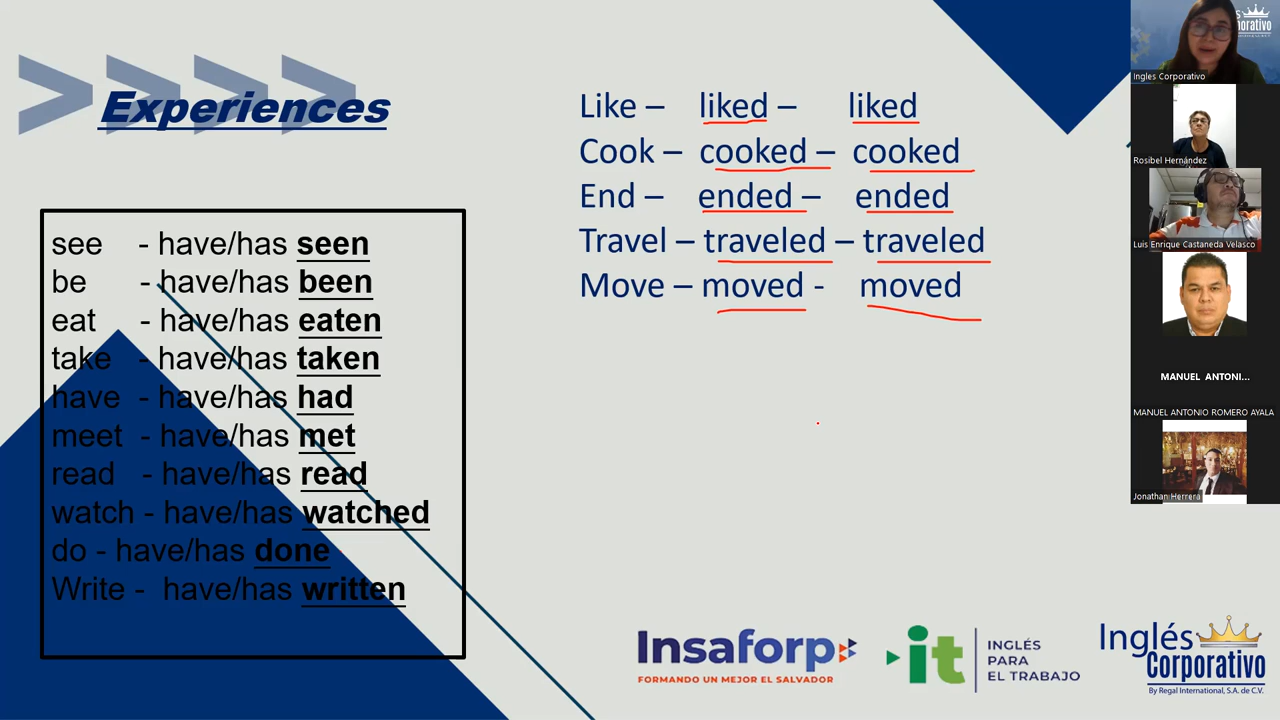 Experiences
see - have/has seen
be - have/has been
eat - have/has eaten
take - have/has taken
have - have/has had
meet - have/has met
read - have/has read
watch - have/has watched
do - have/has done
Write - have/has written
Like – liked – liked
Cook – cooked – cooked
End – ended – ended
Travel – traveled – traveled
Move – moved - moved
Ingles Corporativo
Rosibel Hernández
Luis Enrique Castaneda Velasco
MANUEL ANTONI...
MANUEL ANTONIO ROMERO AYALA
Jonathan Herrera
Insaforp
FORMANDO UN MEJOR EL SALVADOR
it
INGLÉS
PARA
EL TRABAJO
Inglés
Corporativo
By Regal International, S.A. de C.V.